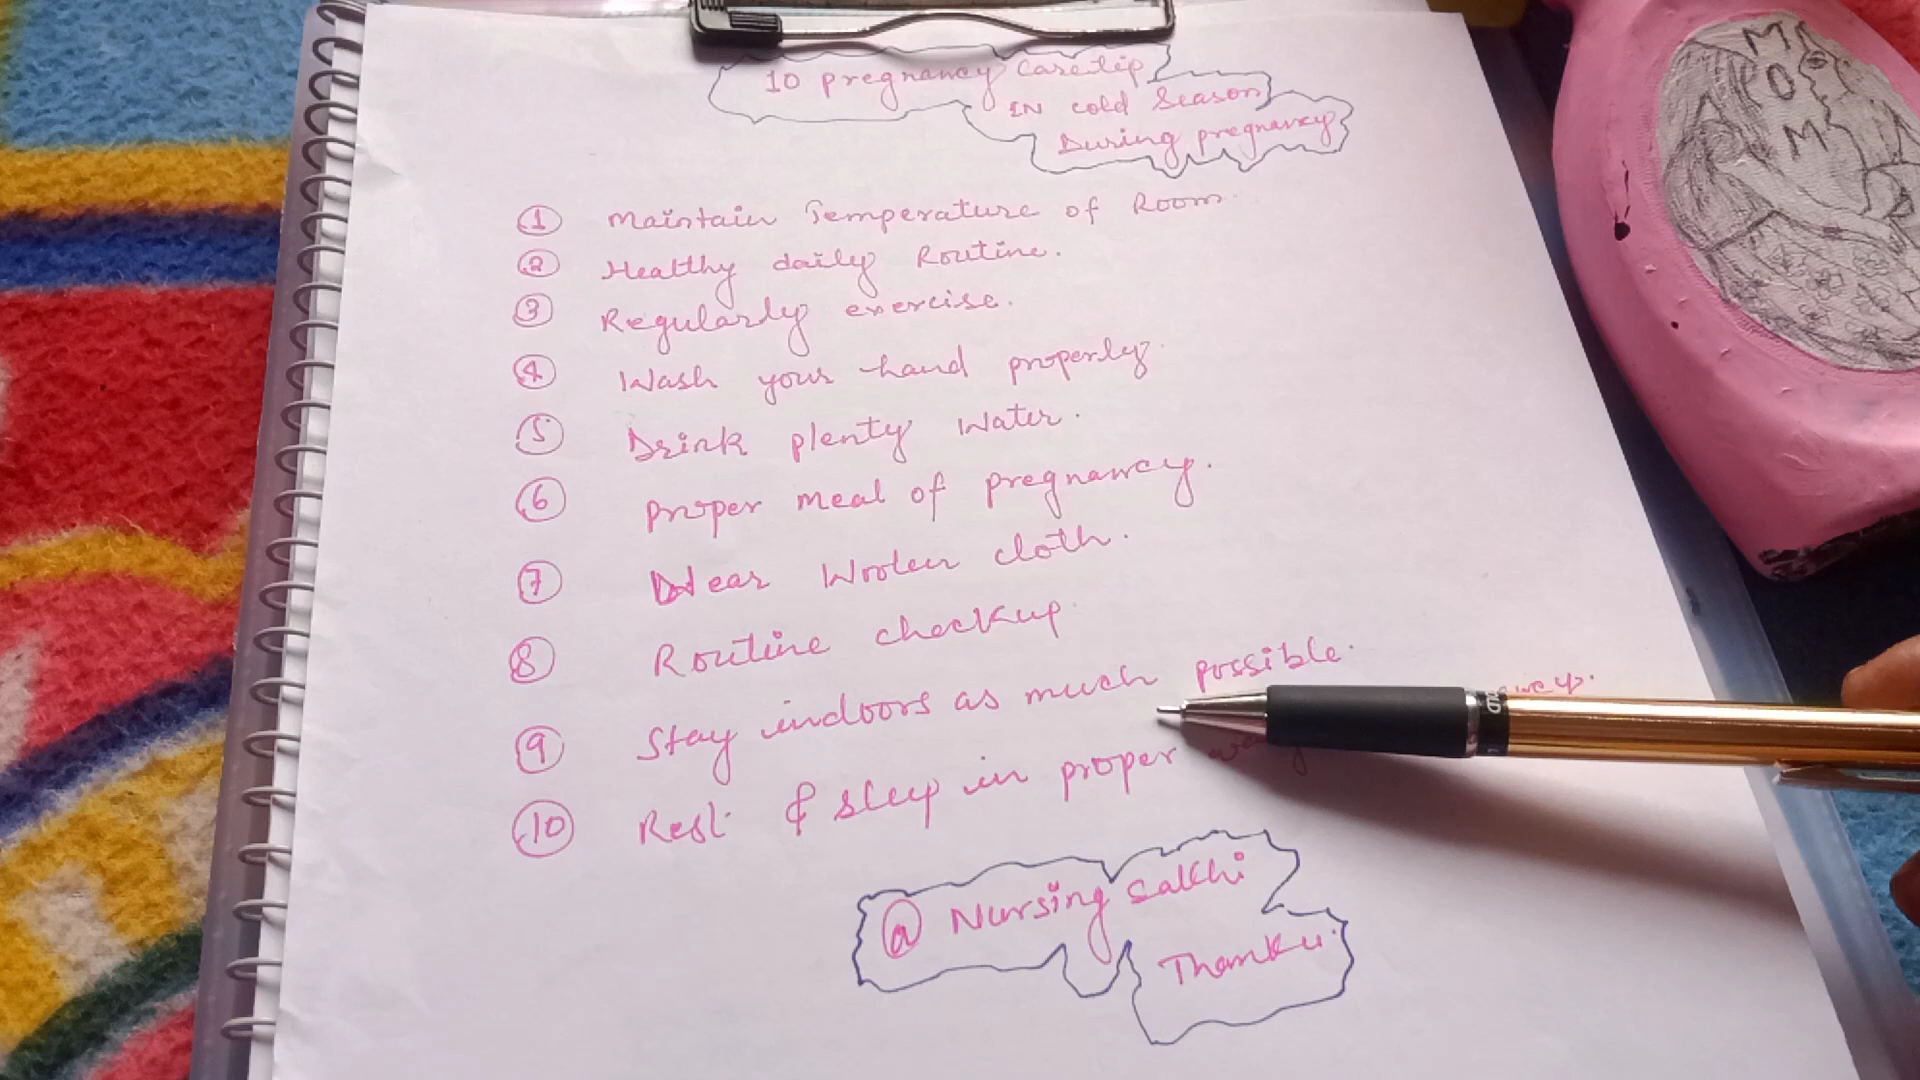 10 pregnancy care tip
IN cold Season
During pregnancy
1 Maintain Temperature of Room.
2 Healthy daily Routine.
3 Regularly exercise.
4 Wash your hand properly.
5 Drink plenty Water.
6 proper meal of pregnancy.
7 Wear Woolen cloth.
8 Routine checkup
9 Stay indoors as much possible.
10 Rest & sleep in proper way
@ Nursing Sakhi
Thanku.
MOM